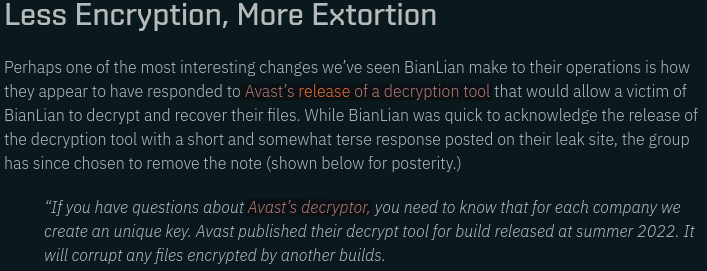 Less Encryption, More Extortion
Perhaps one of the most interesting changes we’ve seen BianLian make to their operations is how
they appear to have responded to Avast’s release of a decryption tool that would allow a victim of
BianLian to decrypt and recover their files. While BianLian was quick to acknowledge the release of
the decryption tool with a short and somewhat terse response posted on their leak site, the group
has since chosen to remove the note (shown below for posterity.)
“If you have questions about Avast’s decryptor, you need to know that for each company we
create an unique key. Avast published their decrypt tool for build released at summer 2022. It
will corrupt any files encrypted by another builds.